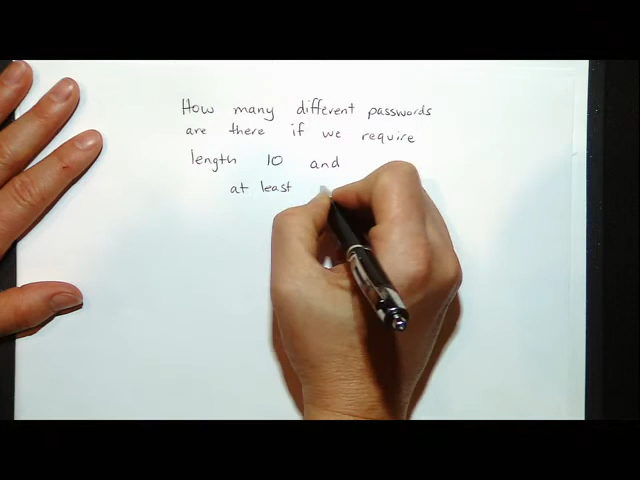 How many different passwords
are there if we require
length 10 and
at least